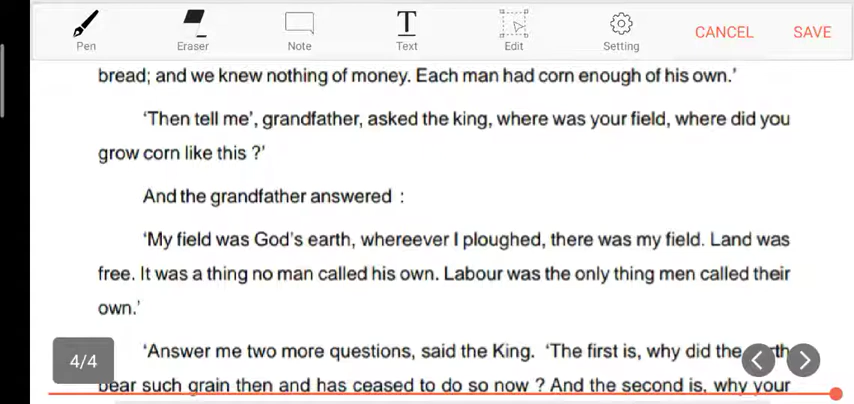 Pen Eraser Note Text Edit Setting CANCEL SAVE
bread; and we knew nothing of money. Each man had corn enough of his own.'
'Then tell me', grandfather, asked the king, where was your field, where did you
grow corn like this ?'
And the grandfather answered :
'My field was God's earth, whereever I ploughed, there was my field. Land was
free. It was a thing no man called his own. Labour was the only thing men called their
own.'
4/4
'Answer me two more questions, said the King. 'The first is, why did the
bear such grain then and has ceased to do so now ? And the second is, why your